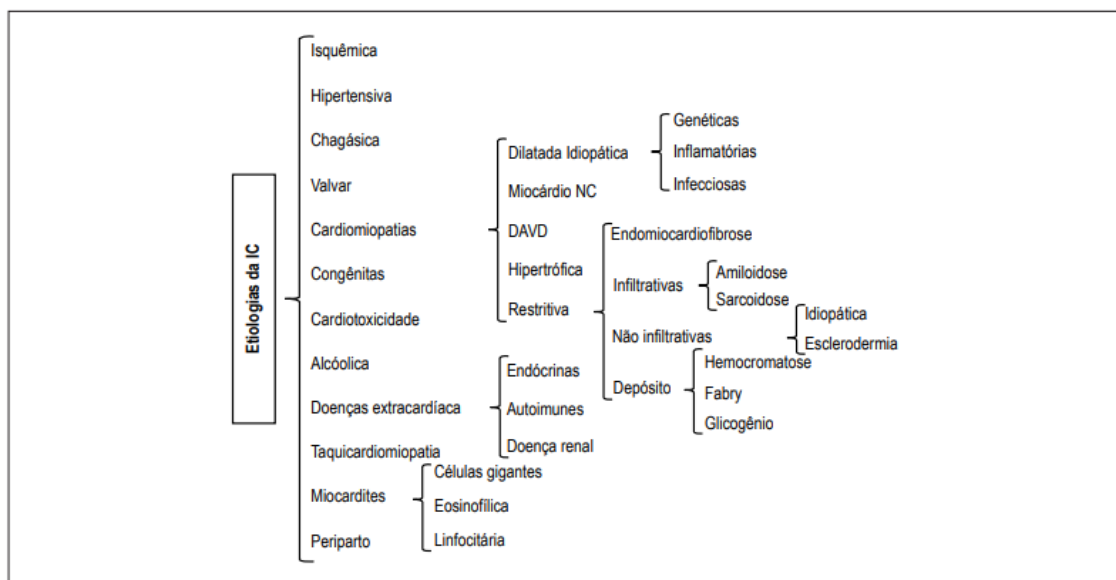 Etiologias da IC
Isquêmica
Hipertensiva
Chagásica
Valvar
Cardiomiopatias
Congênitas
Cardiotoxicidade
Alcóolica
Doenças extracardíaca
Taquicardiomiopatia
Miocardites
Periparto
Dilatada Idiopática
Miocárdio NC
DAVD
Hipertrófica
Restritiva
Genéticas
Inflamatórias
Infecciosas
Endomiocardiofibrose
Infiltrativas
Não infiltrativas
Depósito
Amiloidose
Sarcoidose
Idiopática
Esclerodermia
Hemocromatose
Fabry
Glicogênio
Endócrinas
Autoimunes
Doença renal
Células gigantes
Eosinofílica
Linfocitária